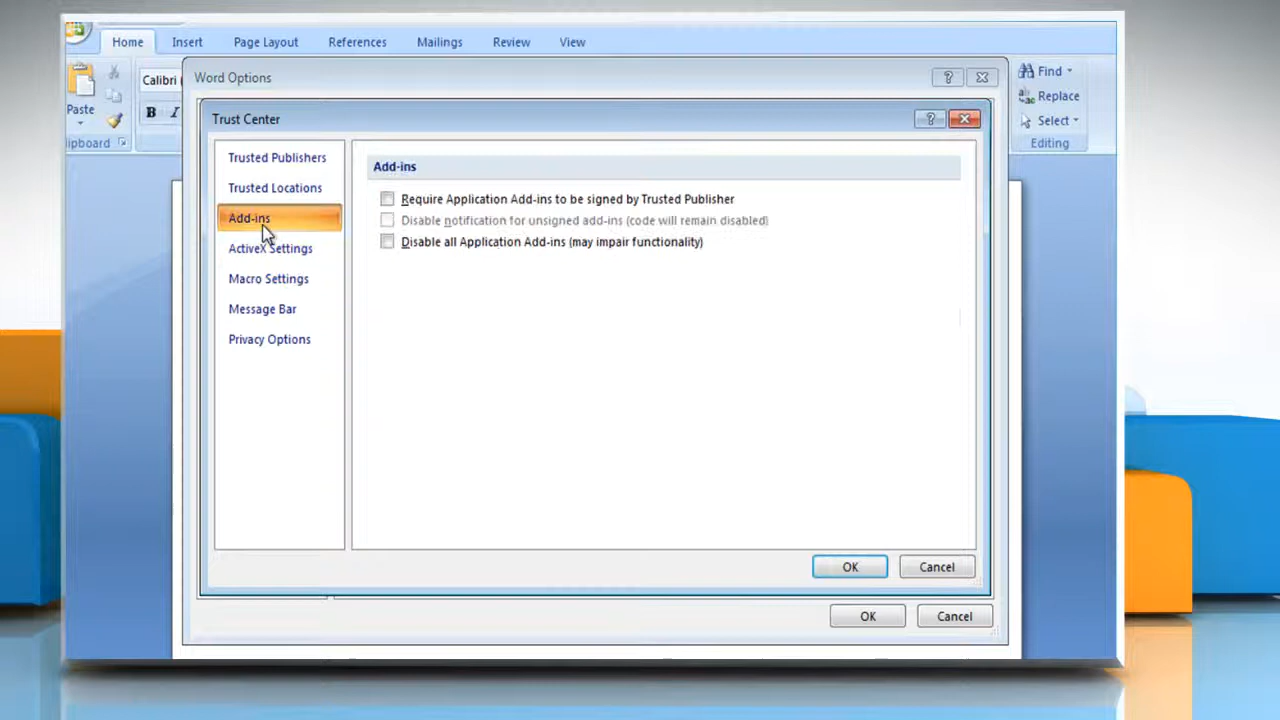 Home Insert Page Layout References Mailings Review View
Calibri
Paste
B I
lipboard
Find
Replace
Select
Editing
Word Options
?
Trust Center
?
Trusted Publishers
Trusted Locations
Add-ins
ActiveX Settings
Macro Settings
Message Bar
Privacy Options
Add-ins
Require Application Add-ins to be signed by Trusted Publisher
Disable notification for unsigned add-ins (code will remain disabled)
Disable all Application Add-ins (may impair functionality)
OK Cancel
OK Cancel